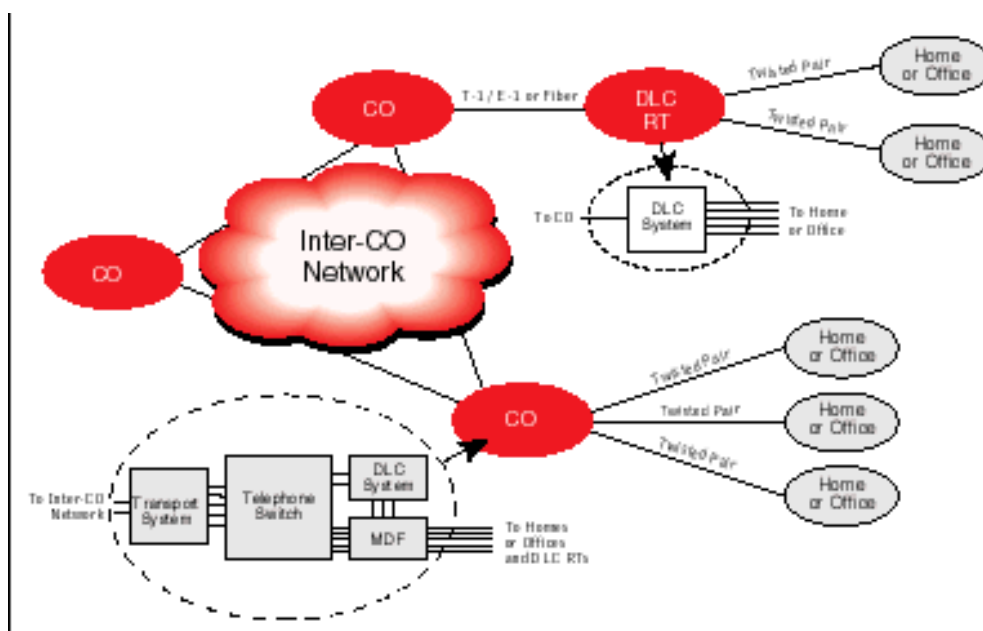 Home
or Office
Twisted Pair
CO
T-1 / E-1 or Fiber
DLC
RT
Twisted Pair
Home
or Office
To CO
DLC
System
To Home
or Office
Inter-CO
Network
CO
Home
or Office
Twisted Pair
CO
Twisted Pair
Home
or Office
Twisted Pair
Home
or Office
To Inter-CO
Network
Transport
System
Telephone
Switch
DLC
System
MDF
To Homes
or Offices
and DLC RTs